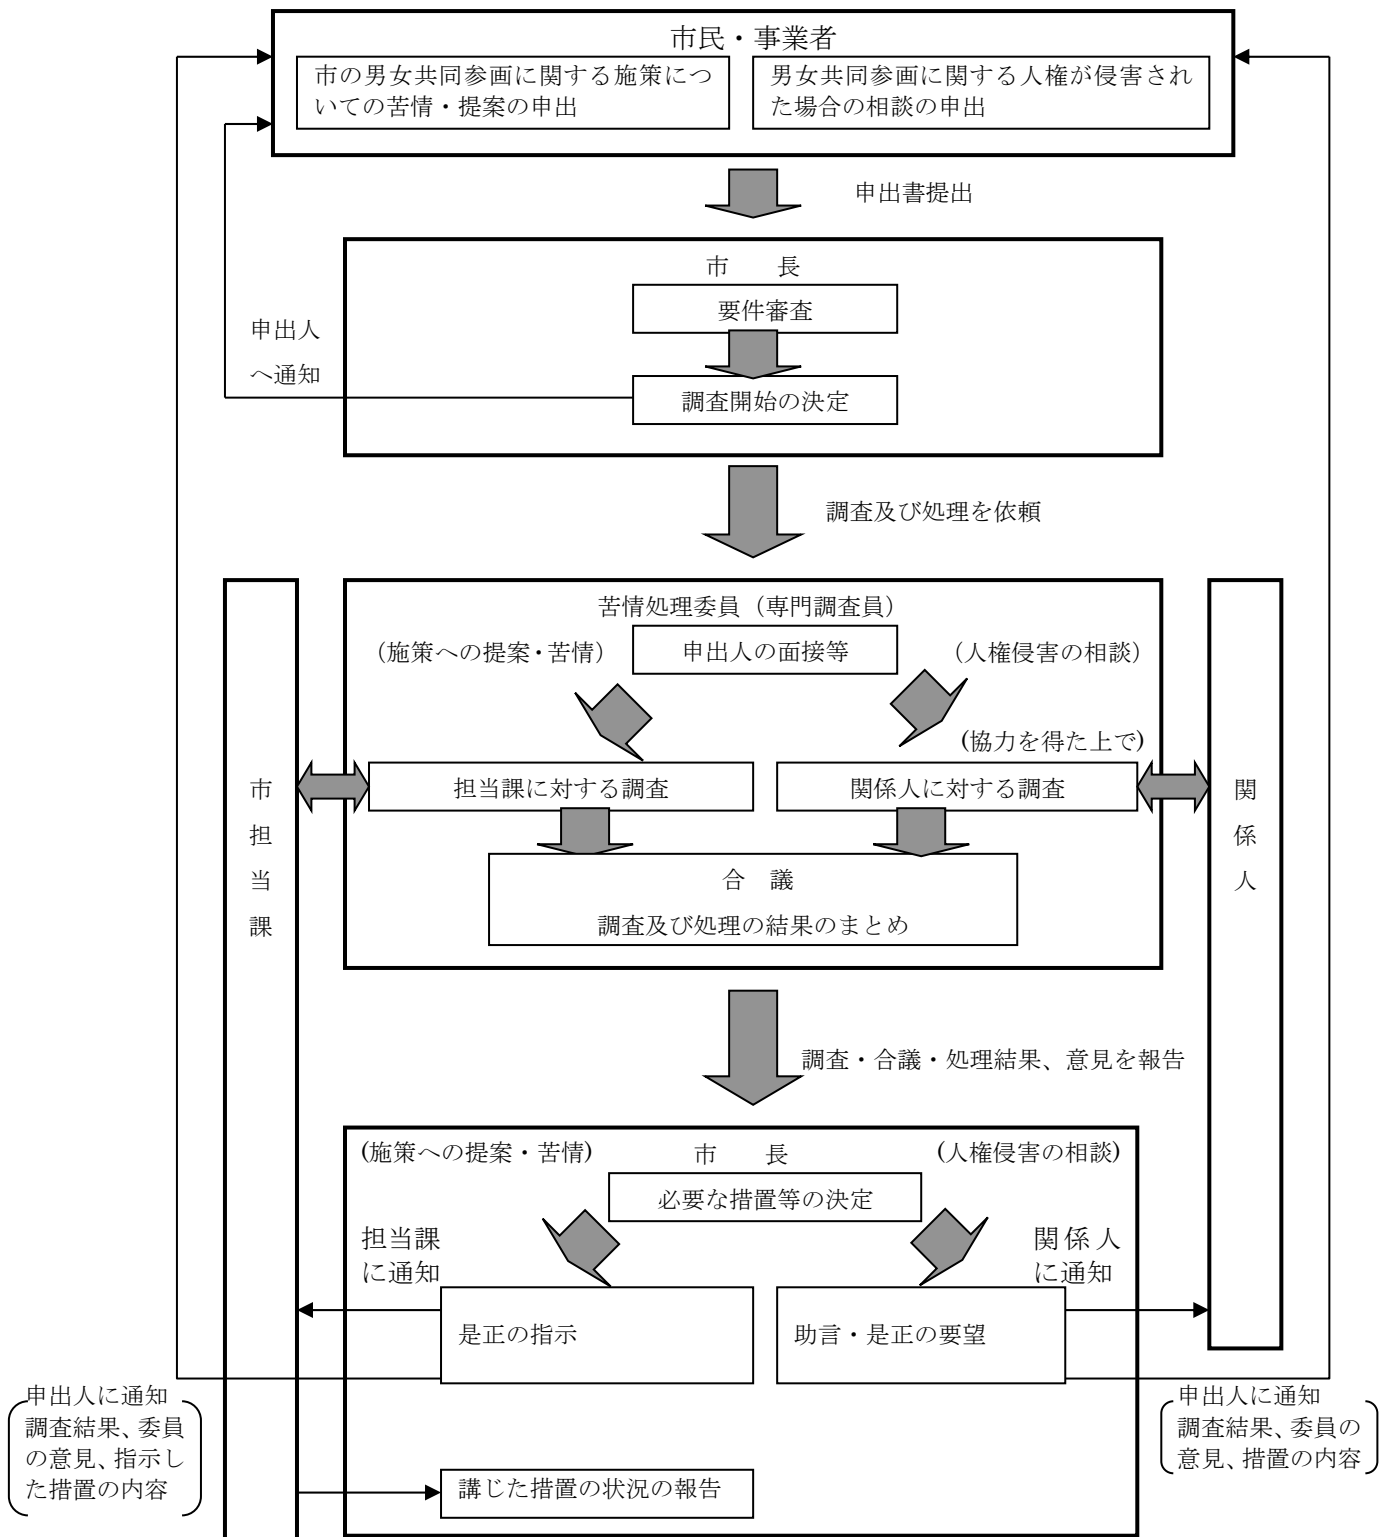 市民・事業者
市の男女共同参画に関する施策につ
いての苦情・提案の申出
男女共同参画に関する人権が侵害され
た場合の相談の申出
申出書提出
市　　長
要件審査
申出人
へ通知
調査開始の決定
調査及び処理を依頼
苦情処理委員（専門調査員）
（施策への提案・苦情）
申出人の面接等
（人権侵害の相談）
(協力を得た上で)
市担当課
担当課に対する調査
関係人に対する調査
関係人
合　議
調査及び処理の結果のまとめ
調査・合議・処理結果、意見を報告
(施策への提案・苦情)
市　　長
(人権侵害の相談)
必要な措置等の決定
担当課
に通知
関係人
に通知
是正の指示
助言・是正の要望
申出人に通知
調査結果、委員
の意見、指示し
た措置の内容
申出人に通知
調査結果、委員の
意見、措置の内容
講じた措置の状況の報告